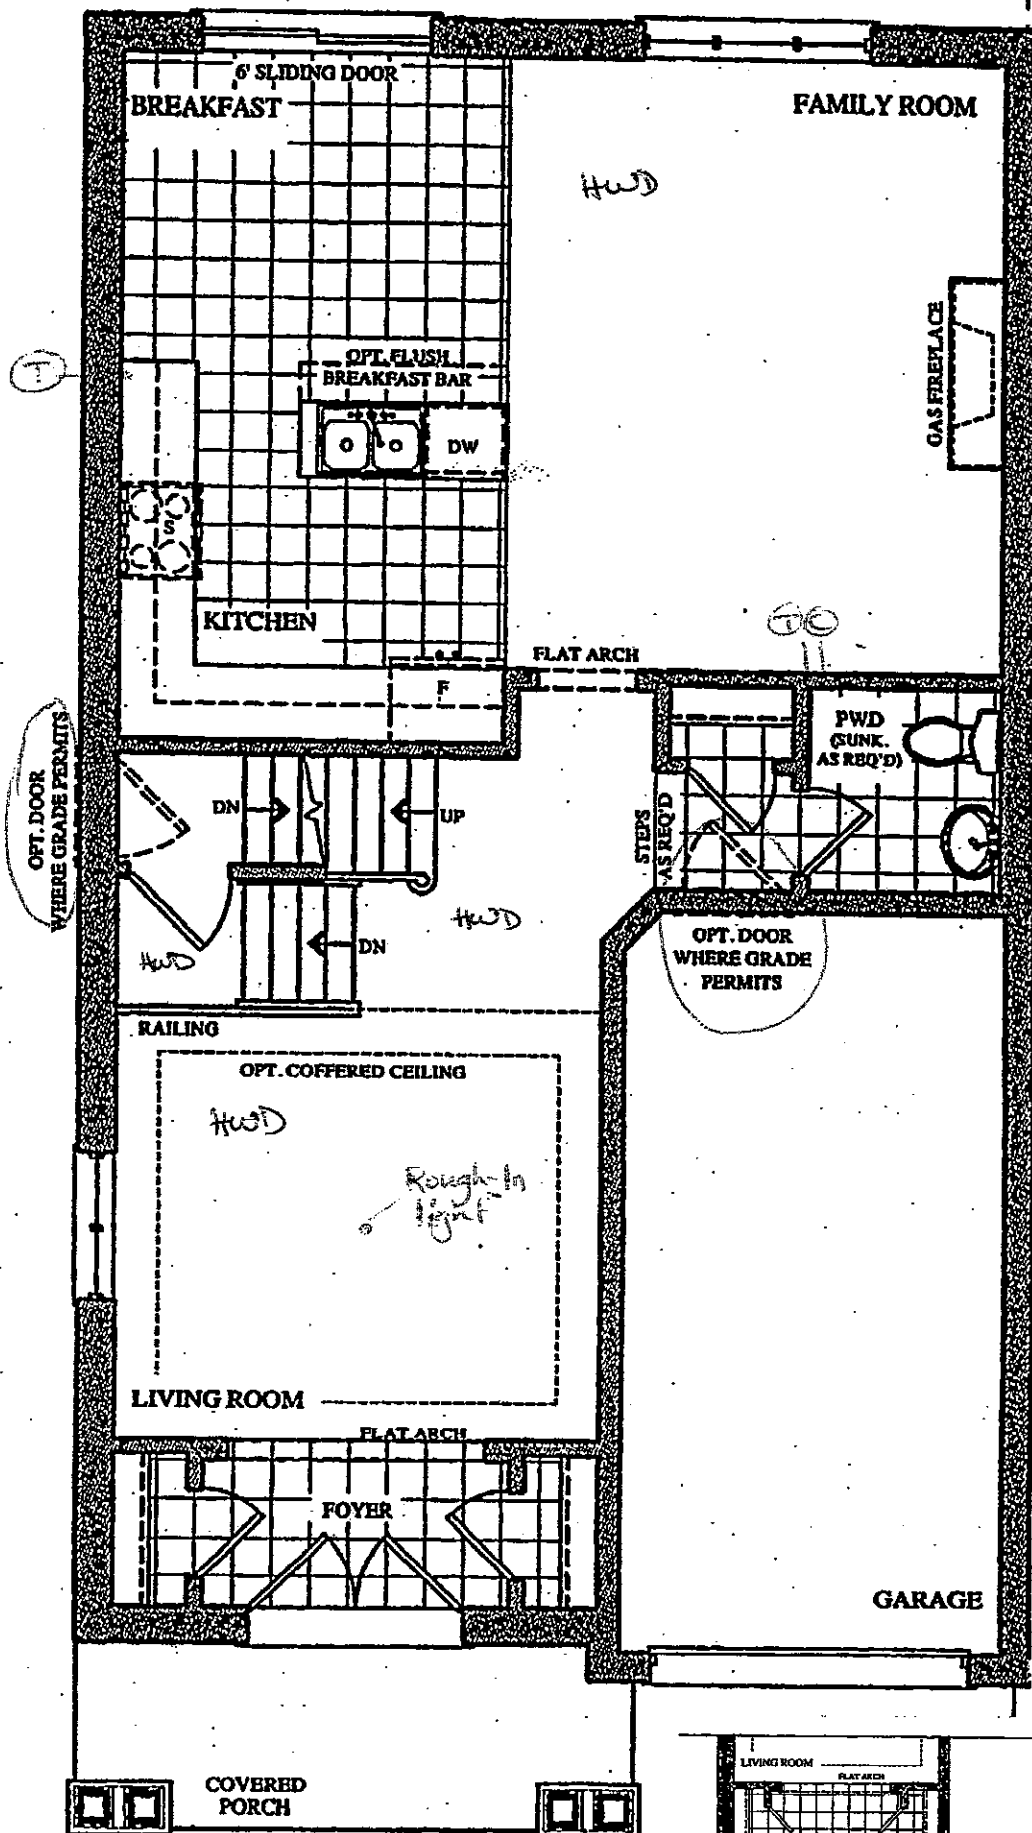 6' SLIDING DOOR
BREAKFAST
FAMILY ROOM
HWD
GAS FIREPLACE
T
OPT. FLUSH
BREAKFAST BAR
DW
S
KITCHEN
F
FLAT ARCH
T C
PWD
(SUNK.
AS REQ'D)
STEPS
AS REQ'D
OPT. DOOR
WHERE GRADE PERMITS
DN
UP
HWD
DN
HWD
OPT. DOOR
WHERE GRADE
PERMITS
RAILING
OPT. COFFERED CEILING
HWD
Rough-In
light
LIVING ROOM
FLAT ARCH
FOYER
GARAGE
COVERED
PORCH
LIVING ROOM
FLAT ARCH